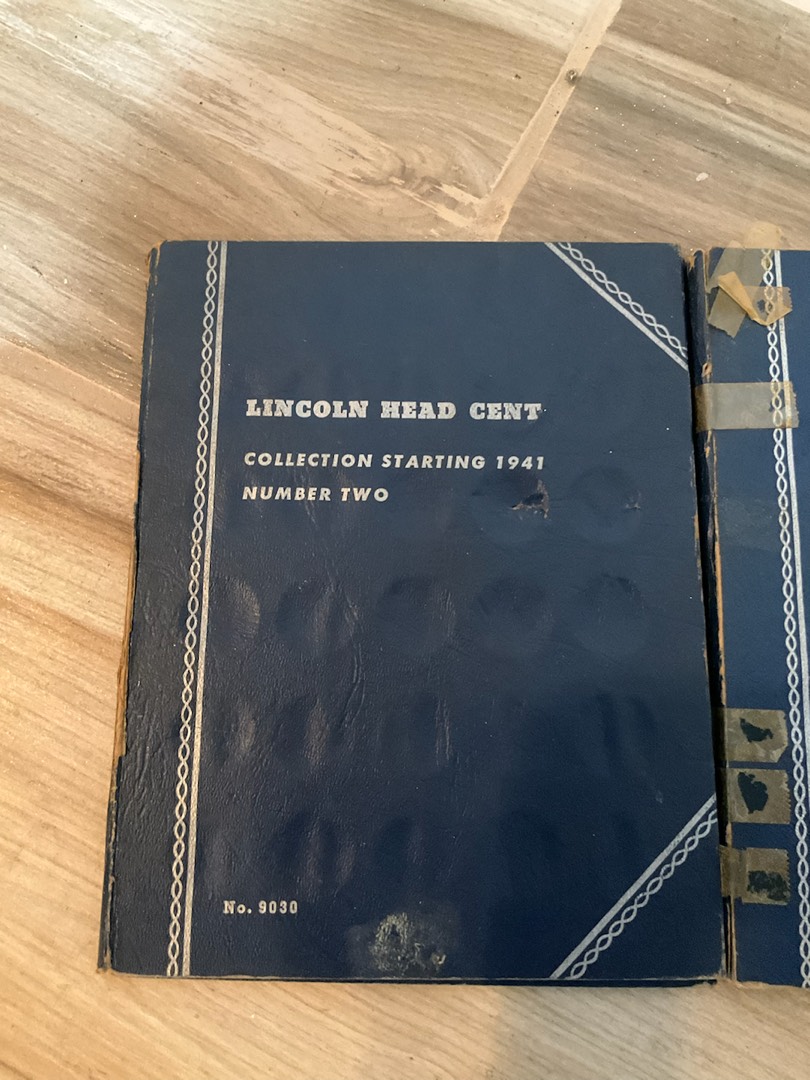 LINCOLN HEAD CENT
COLLECTION STARTING 1941
NUMBER TWO
No. 9030